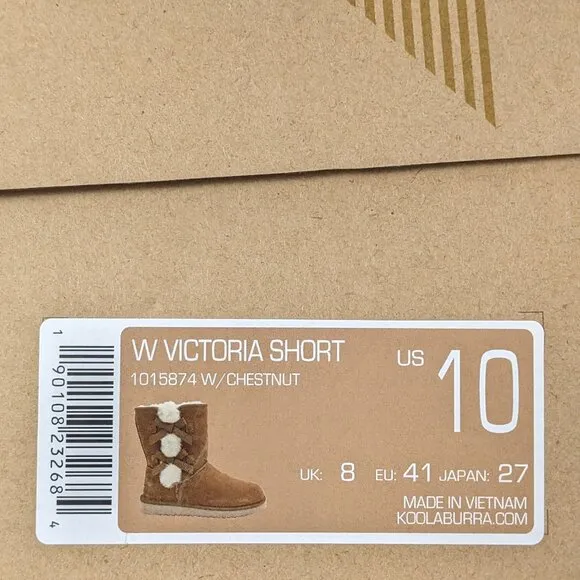 W VICTORIA SHORT
1015874 W/CHESTNUT
US 10
UK: 8 EU: 41 JAPAN: 27
MADE IN VIETNAM
KOOLABURRA.COM
1 90108 23268 4